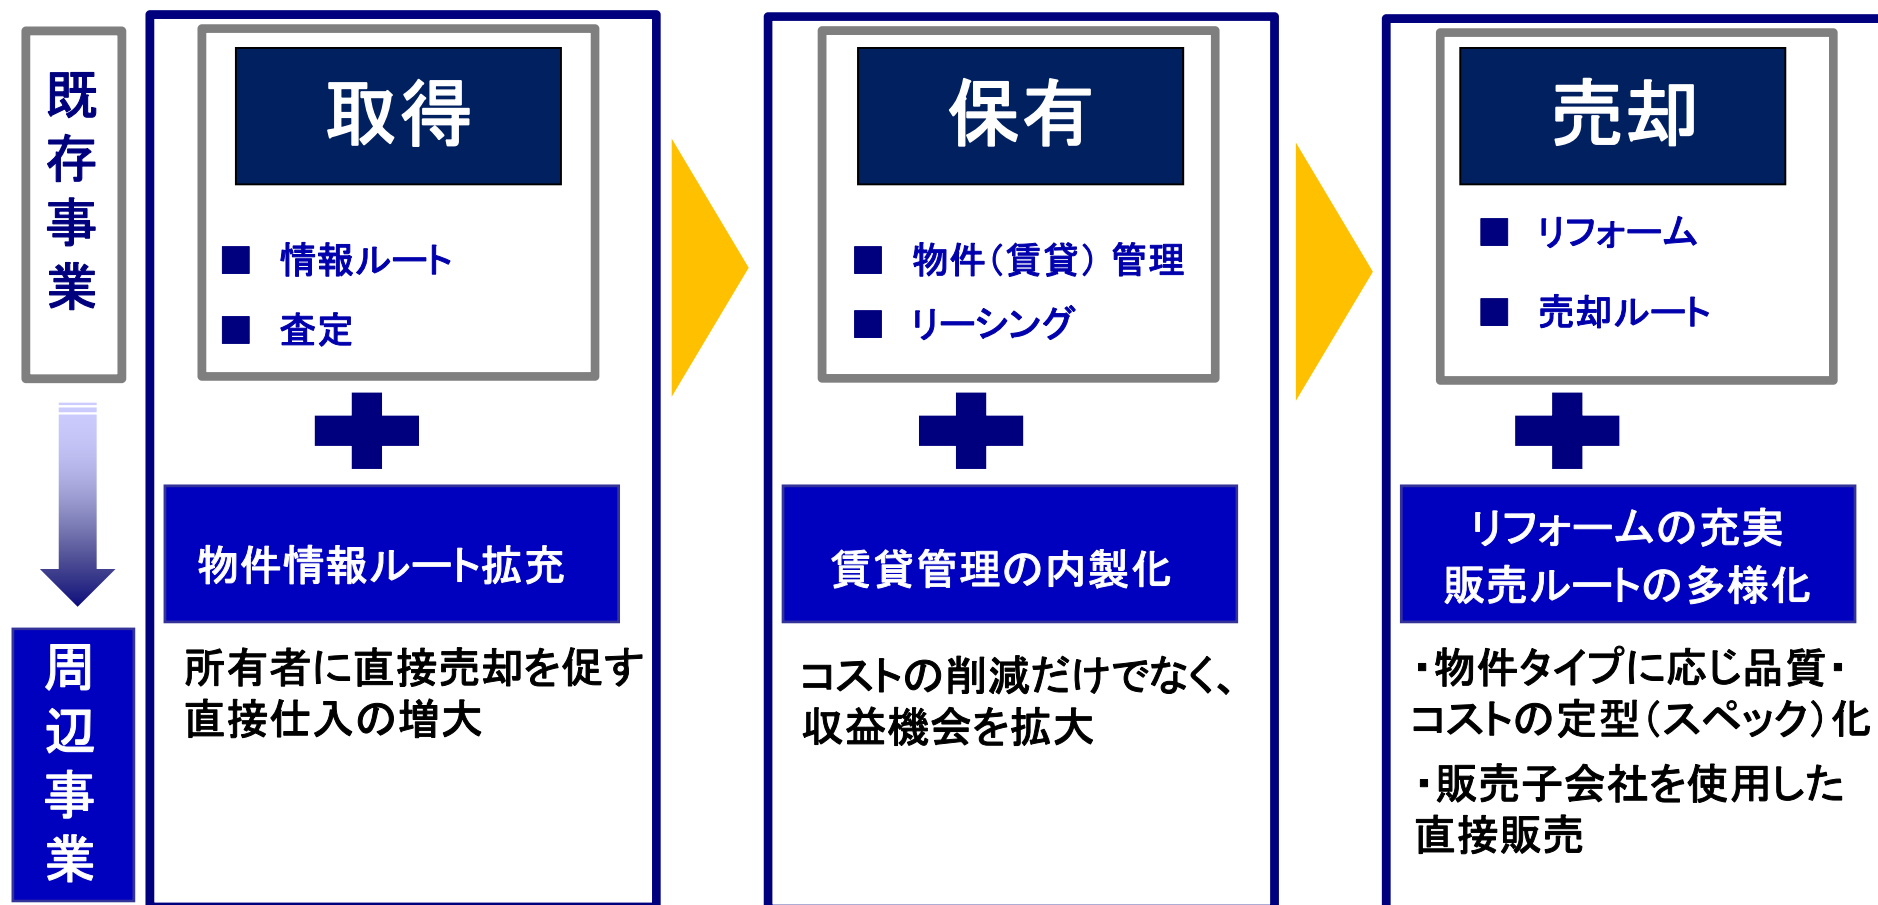 既存事業
取得
■ 情報ルート
■ 査定
保有
■ 物件（賃貸）管理
■ リーシング
売却
■ リフォーム
■ 売却ルート
周辺事業
物件情報ルート拡充
所有者に直接売却を促す
直接仕入の増大
賃貸管理の内製化
コストの削減だけでなく、
収益機会を拡大
リフォームの充実
販売ルートの多様化
・物件タイプに応じ品質・
コストの定型（スペック）化
・販売子会社を使用した
直接販売